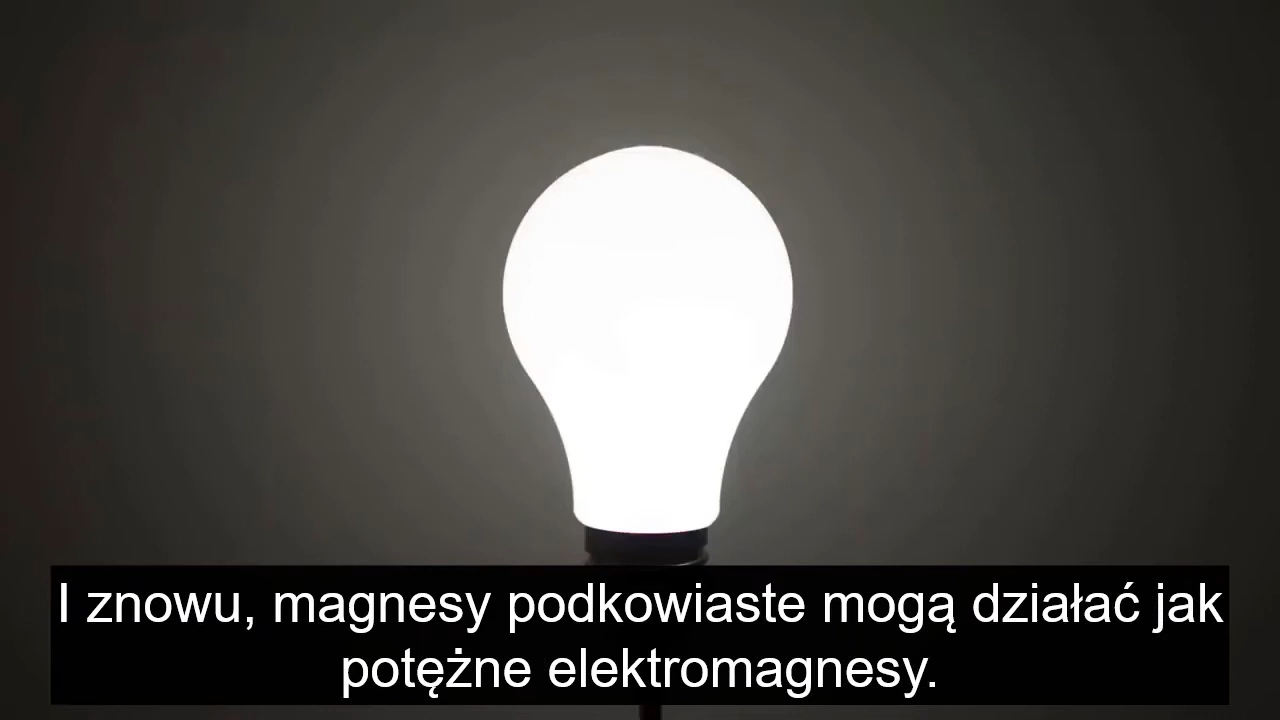 I znowu, magnesy podkowiaste mogą działać jak
potężne elektromagnesy.